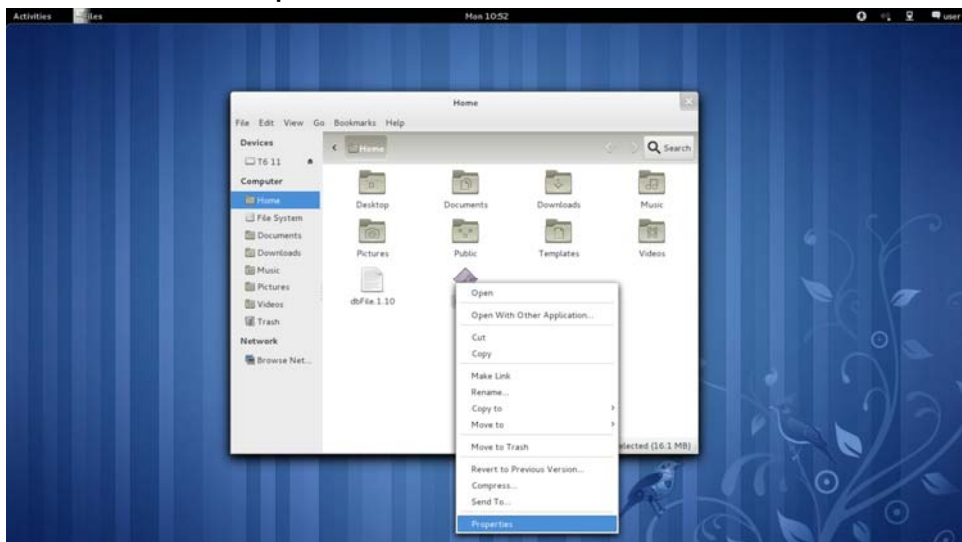 Activities Files Mon 10:52 user
Home
File Edit View Go Bookmarks Help
Devices
T6 11
Computer
Home
File System
Documents
Downloads
Music
Pictures
Videos
Trash
Network
Browse Net...
Home Search
Desktop Documents Downloads Music
Pictures Public Templates Videos
dbFile.1.10
Open
Open With Other Application...
Cut
Copy
Make Link
Rename...
Copy to
Move to
Move to Trash
Revert to Previous Version...
Compress...
Send To...
Properties
selected (16.1 MB)